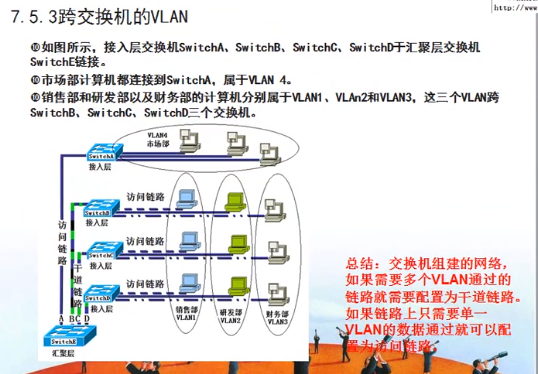 http://www
7.5.3跨交换机的VLAN
⑩如图所示，接入层交换机SwitchA、SwitchB、SwitchC、SwitchD于汇聚层交换机
SwitchE链接。
⑩市场部计算机都连接到SwitchA，属于VLAN 4。
⑩销售部和研发部以及财务部的计算机分别属于VLAN1、VLAn2和VLAN3，这三个VLAN跨
SwitchB、SwitchC、SwitchD三个交换机。
VLAN4
市场部
SwitchA
接入层
访问链路
SwitchB
接入层
访问链路
SwitchC
接入层
访问链路
SwitchD
接入层
访问链路
干道链路
A B C D
SwitchE
汇聚层
销售部
VLAN1
研发部
VLAN2
财务部
VLAN3
总结：交换机组建的网络，
如果需要多个VLAN通过的
链路就需要配置为干道链路。
如果链路上只需要单一
VLAN的数据通过就可以配
置为访问链路。